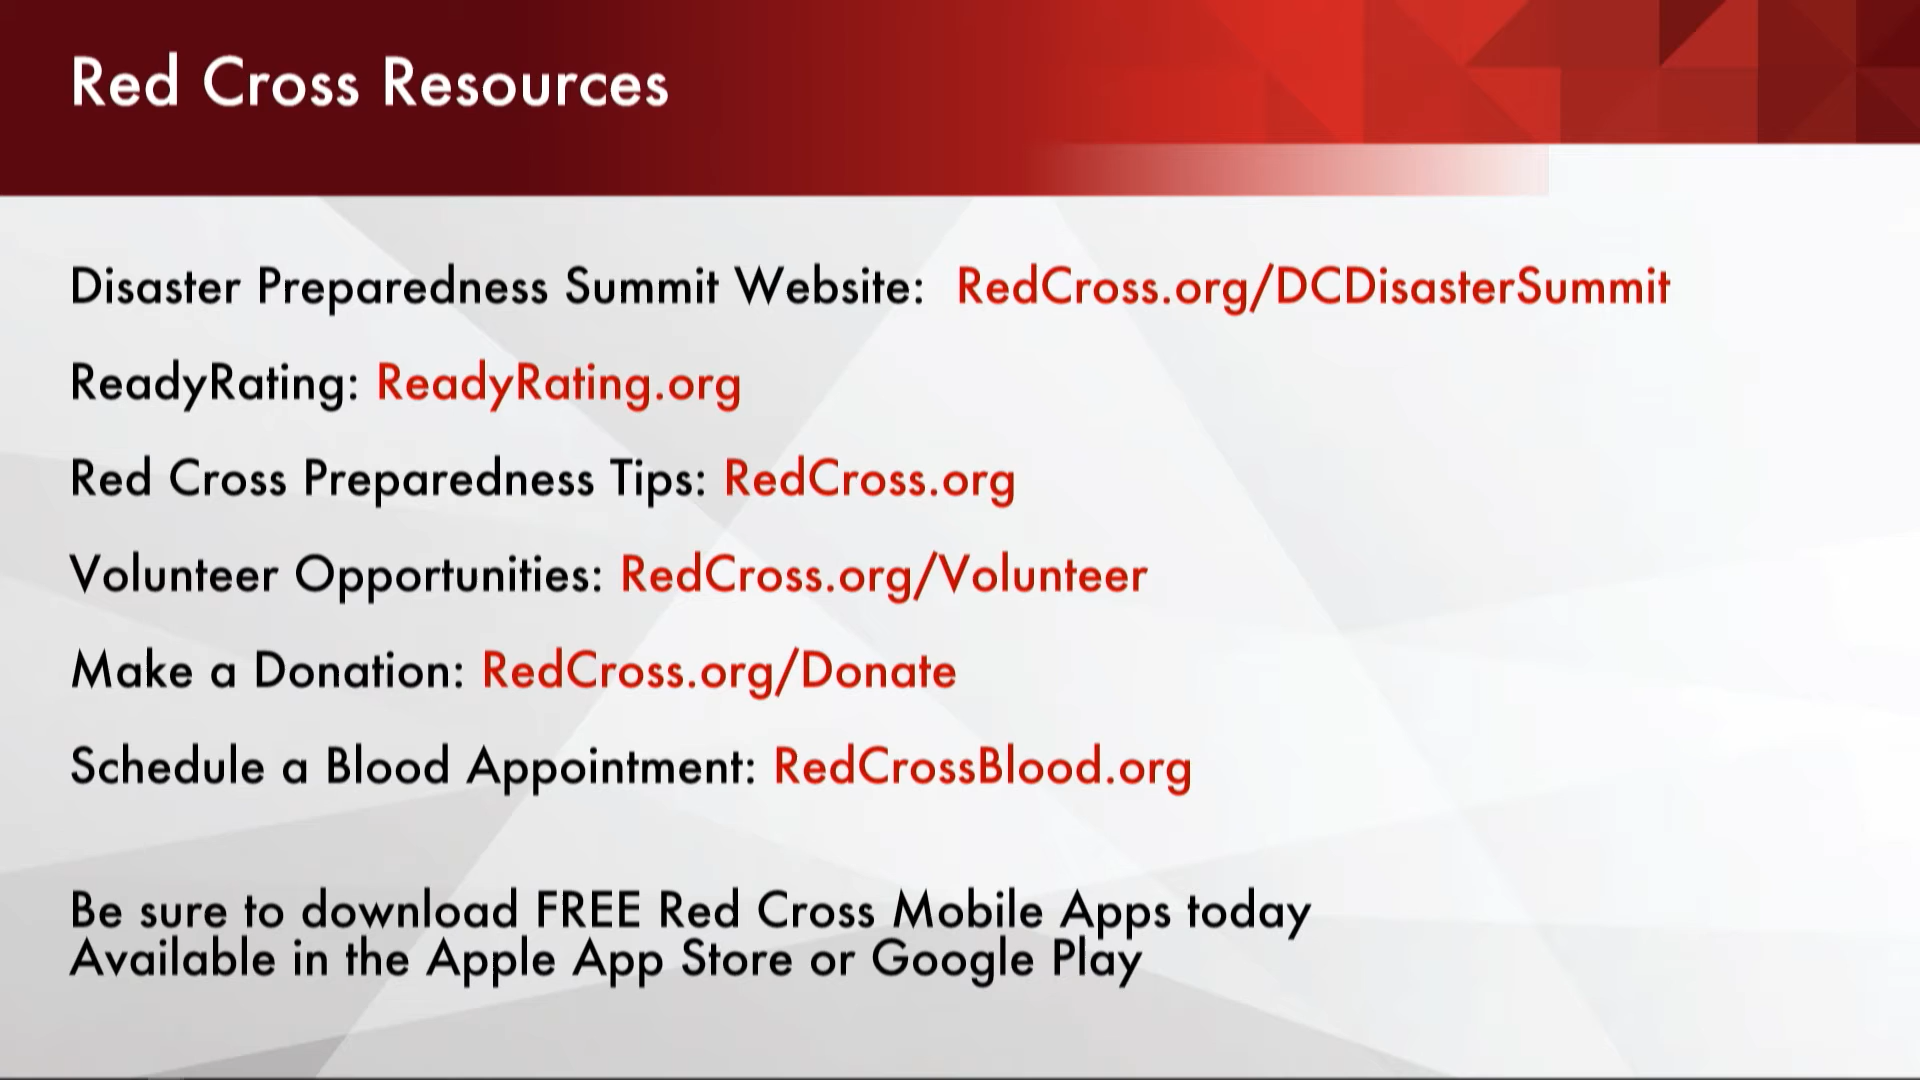 Red Cross Resources
Disaster Preparedness Summit Website: RedCross.org/DCDisasterSummit
ReadyRating: ReadyRating.org
Red Cross Preparedness Tips: RedCross.org
Volunteer Opportunities: RedCross.org/Volunteer
Make a Donation: RedCross.org/Donate
Schedule a Blood Appointment: RedCrossBlood.org
Be sure to download FREE Red Cross Mobile Apps today
Available in the Apple App Store or Google Play